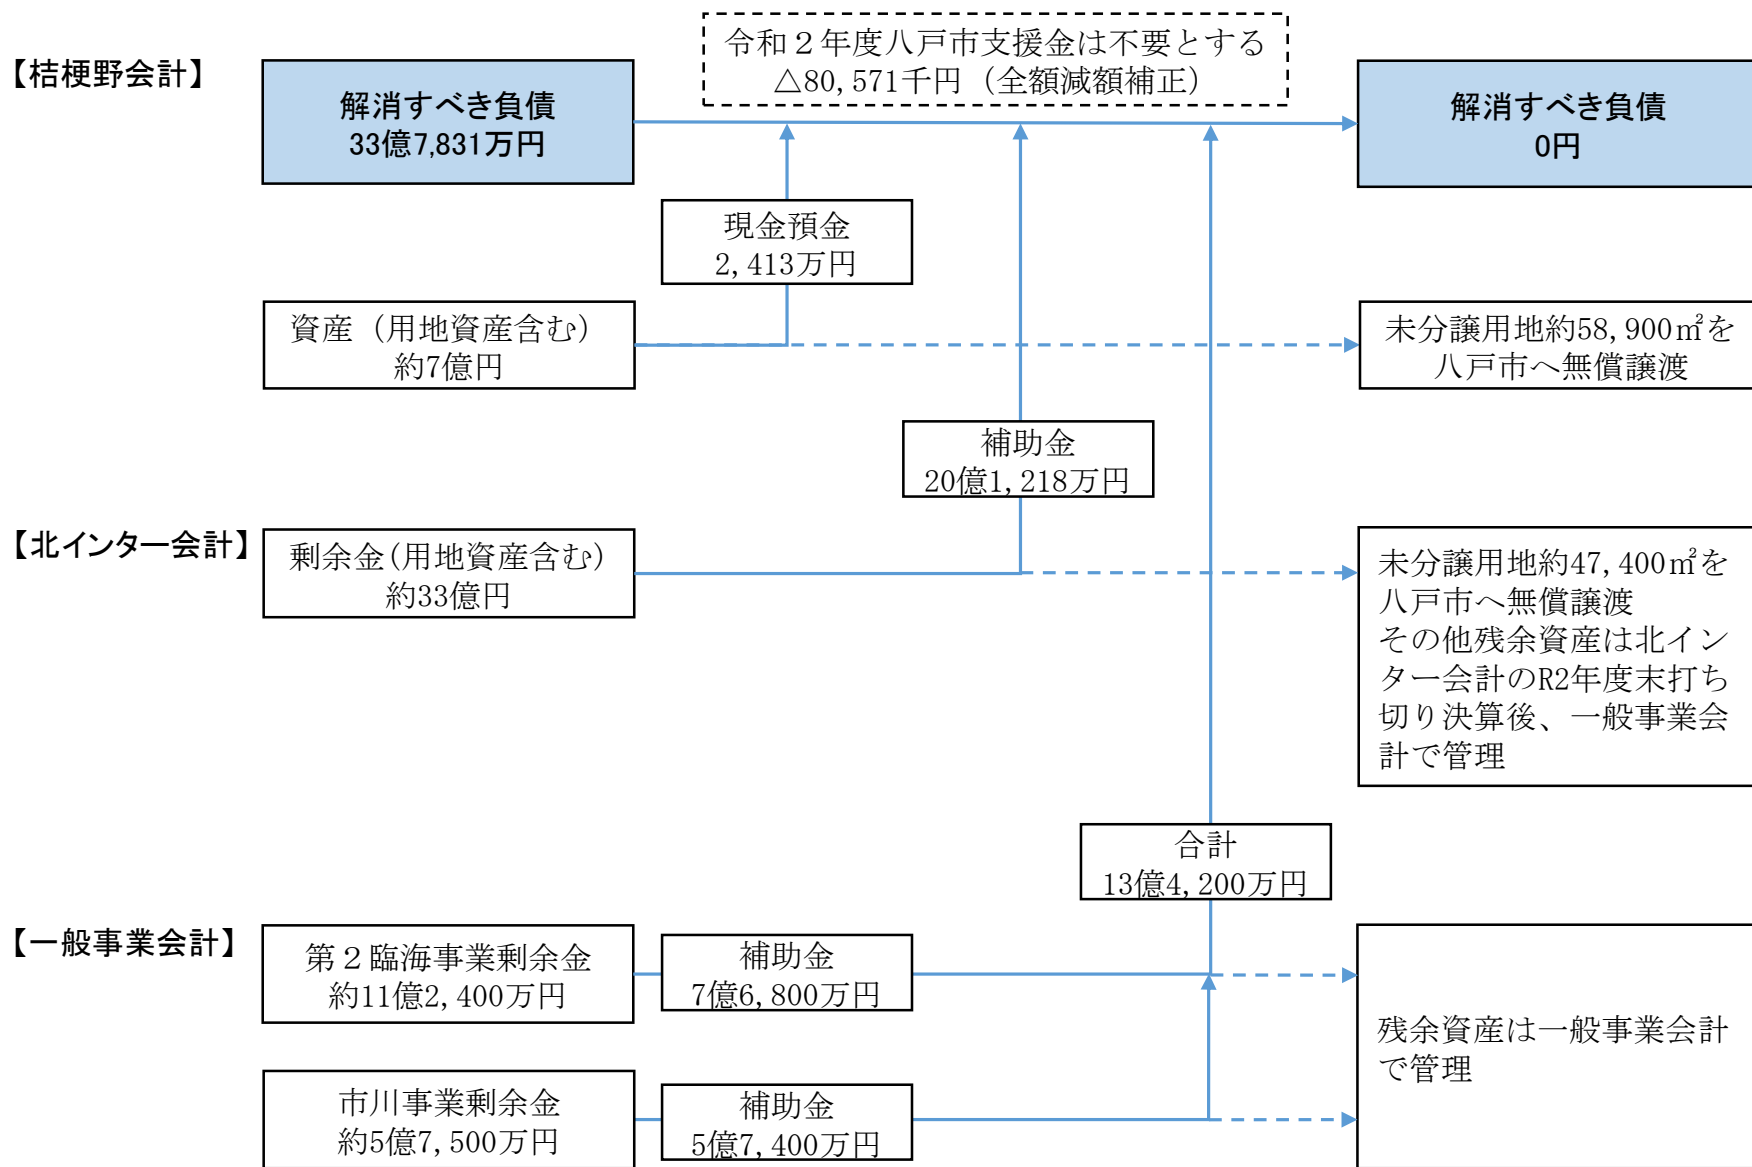 令和２年度八戸市支援金は不要とする
△80,571千円（全額減額補正）
【桔梗野会計】
解消すべき負債
33億7,831万円
解消すべき負債
0円
現金預金
2,413万円
資産（用地資産含む）
約7億円
未分譲用地約58,900㎡を
八戸市へ無償譲渡
補助金
20億1,218万円
【北インター会計】
剰余金(用地資産含む)
約33億円
未分譲用地約47,400㎡を
八戸市へ無償譲渡
その他残余資産は北イン
ター会計のR2年度末打ち
切り決算後、一般事業会
計で管理
合計
13億4,200万円
【一般事業会計】
第２臨海事業剰余金
約11億2,400万円
補助金
7億6,800万円
残余資産は一般事業会計
で管理
市川事業剰余金
約5億7,500万円
補助金
5億7,400万円